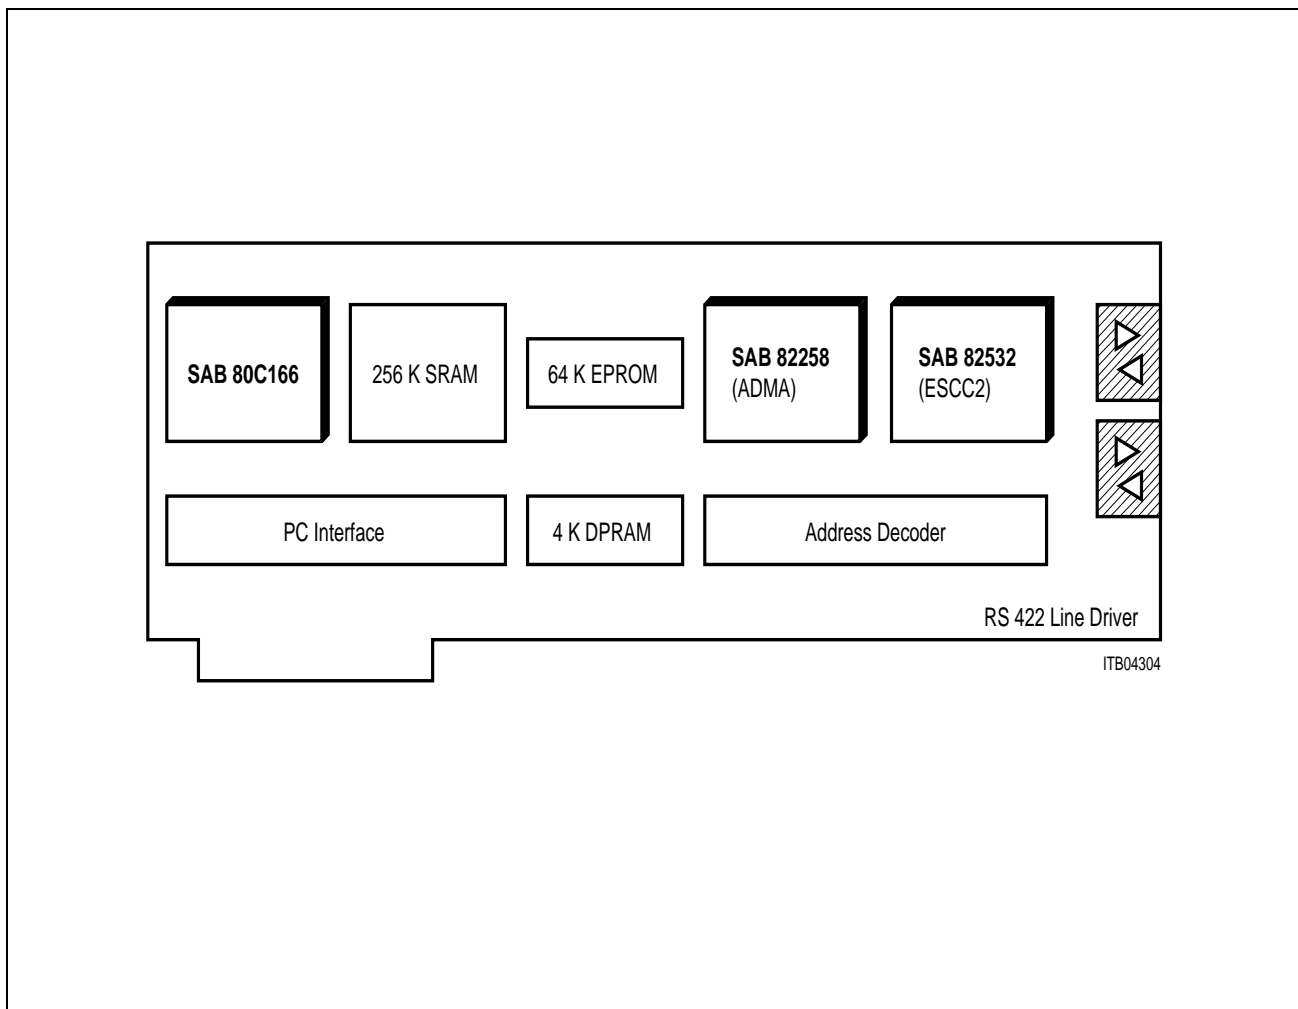 SAB 80C166
256 K SRAM
64 K EPROM
SAB 82258
(ADMA)
SAB 82532
(ESCC2)
PC Interface
4 K DPRAM
Address Decoder
RS 422 Line Driver
ITB04304